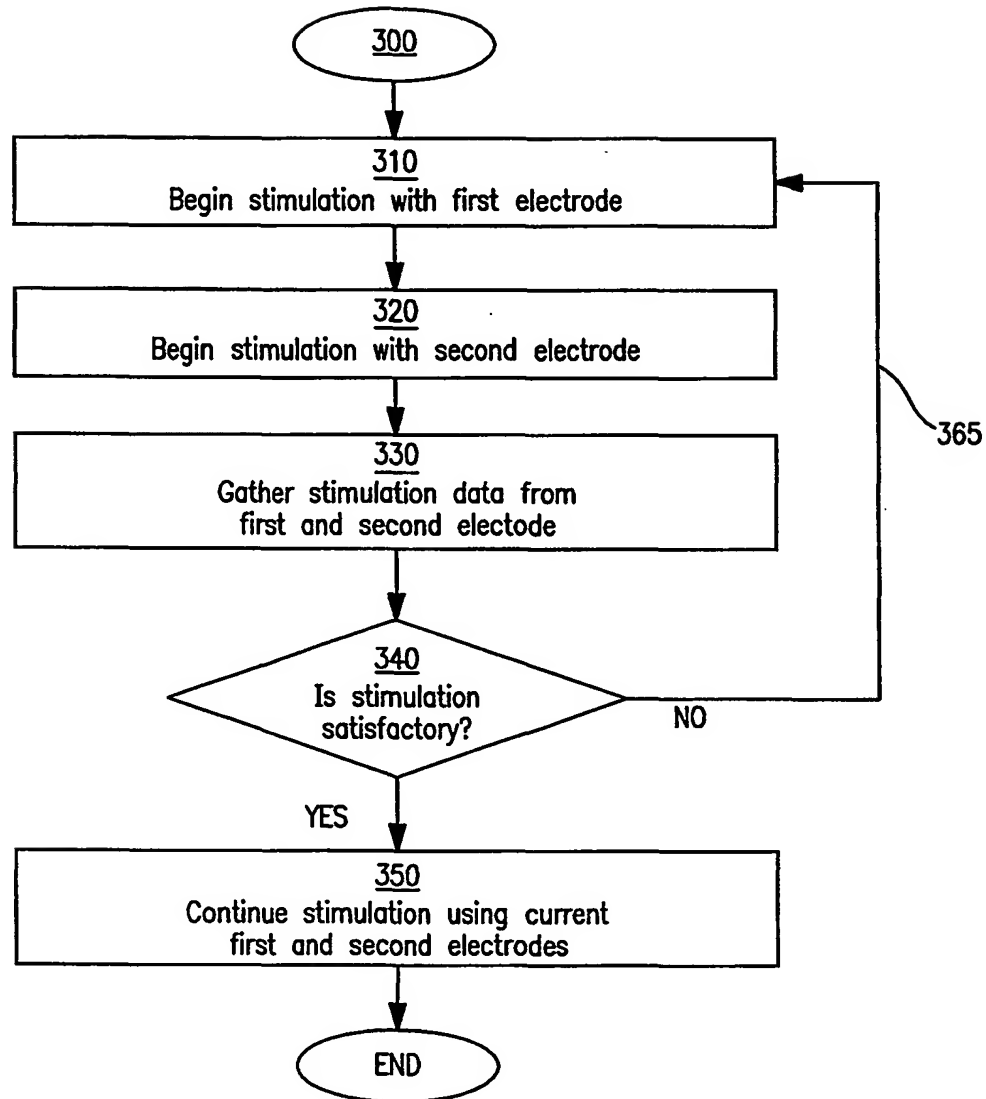 300
310
Begin stimulation with first electrode
320
Begin stimulation with second electrode
330
Gather stimulation data from
first and second electode
365
340
Is stimulation
satisfactory?
NO
YES
350
Continue stimulation using current
first and second electrodes
END